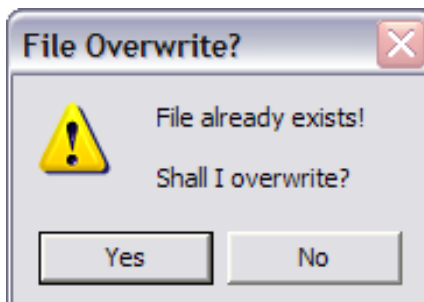 File Overwrite?
File already exists!
Shall I overwrite?
Yes No